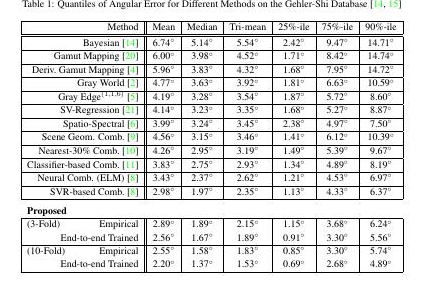 Table 1: Quantiles of Angular Error for Different Methods on the Gehler-Shi Database [14, 15]
Method Mean Median Tri-mean 25%-ile 75%-ile 90%-ile
Bayesian [14] 6.74° 5.14° 5.54° 2.42° 9.47° 14.71°
Gamut Mapping [20] 6.00° 3.98° 4.52° 1.71° 8.42° 14.74°
Deriv. Gamut Mapping [4] 5.96° 3.83° 4.32° 1.68° 7.95° 14.72°
Gray World [2] 4.77° 3.63° 3.92° 1.81° 6.63° 10.59°
Gray Edge(1,1,6) [5] 4.19° 3.28° 3.54° 1.87° 5.72° 8.60°
SV-Regression [21] 4.14° 3.23° 3.35° 1.68° 5.27° 8.87°
Spatio-Spectral [6] 3.99° 3.24° 3.45° 2.38° 4.97° 7.50°
Scene Geom. Comb. [9] 4.56° 3.15° 3.46° 1.41° 6.12° 10.39°
Nearest-30% Comb. [10] 4.26° 2.95° 3.19° 1.49° 5.39° 9.67°
Classifier-based Comb. [11] 3.83° 2.75° 2.93° 1.34° 4.89° 8.19°
Neural Comb. (ELM) [8] 3.43° 2.37° 2.62° 1.21° 4.53° 6.97°
SVR-based Comb. [8] 2.98° 1.97° 2.35° 1.13° 4.33° 6.37°
Proposed
(3-Fold) Empirical 2.89° 1.89° 2.15° 1.15° 3.68° 6.24°
End-to-end Trained 2.56° 1.67° 1.89° 0.91° 3.30° 5.56°
(10-Fold) Empirical 2.55° 1.58° 1.83° 0.85° 3.30° 5.74°
End-to-end Trained 2.20° 1.37° 1.53° 0.69° 2.68° 4.89°